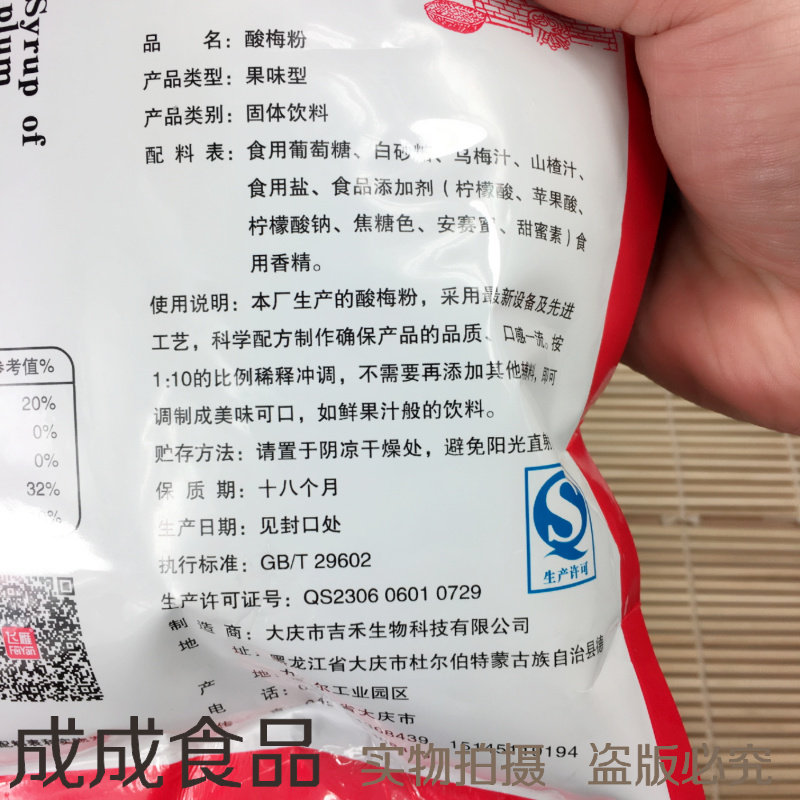 Syrup of
plum
品 名：酸梅粉
产品类型：果味型
产品类别：固体饮料
配 料 表：食用葡萄糖、白砂糖、乌梅汁、山楂汁、
食用盐、食品添加剂（柠檬酸、苹果酸、
柠檬酸钠、焦糖色、安赛蜜、甜蜜素）食
用香精。
使用说明：本厂生产的酸梅粉，采用最新设备及先进
工艺，科学配方制作确保产品的品质、口感一流。按
1:10的比例稀释冲调，不需要再添加其他辅料，即可
调制成美味可口，如鲜果汁般的饮料。
贮存方法：请置于阴凉干燥处，避免阳光直射
保 质 期：十八个月
生产日期：见封口处
执行标准：GB/T 29602
生产许可证号：QS2306 0601 0729
制 造 商：大庆市吉禾生物科技有限公司
地 址：黑龙江省大庆市杜尔伯特蒙古族自治县德
尔工业园区
产 地：省大庆市
电 话：
参考值%
20%
0%
0%
32%
生产许可
飞雁
FeiYan
成成食品 实物拍摄 盗版必究